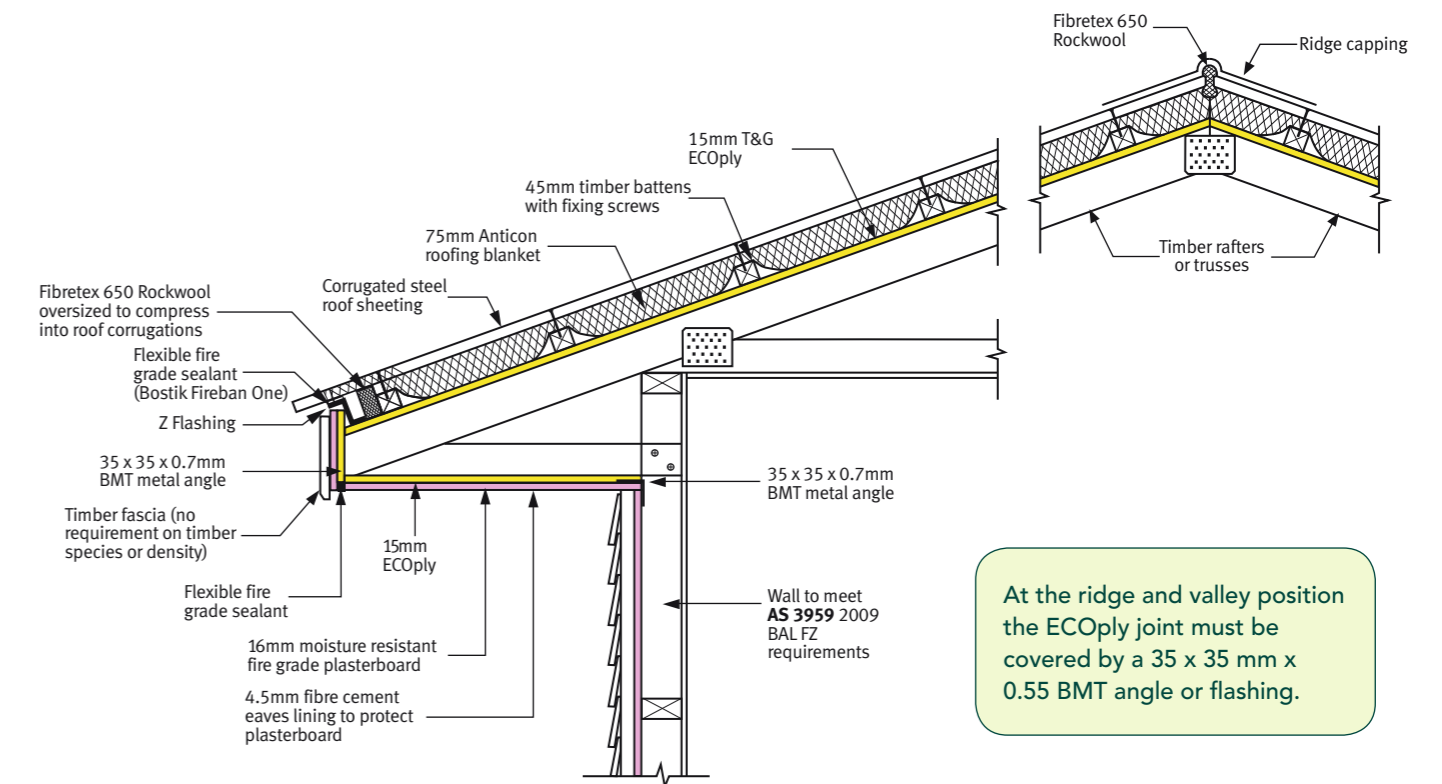 Fibretex 650
Rockwool
Ridge capping
15mm T&G
ECOply
45mm timber battens
with fixing screws
75mm Anticon
roofing blanket
Timber rafters
or trusses
Corrugated steel
roof sheeting
Fibretex 650 Rockwool
oversized to compress
into roof corrugations
Flexible fire
grade sealant
(Bostik Fireban One)
Z Flashing
35 x 35 x 0.7mm
BMT metal angle
35 x 35 x 0.7mm
BMT metal angle
Timber fascia (no
requirement on timber
species or density)
15mm
ECOply
Flexible fire
grade sealant
Wall to meet
AS 3959 2009
BAL FZ
requirements
16mm moisture resistant
fire grade plasterboard
4.5mm fibre cement
eaves lining to protect
plasterboard
At the ridge and valley position
the ECOply joint must be
covered by a 35 x 35 mm x
0.55 BMT angle or flashing.